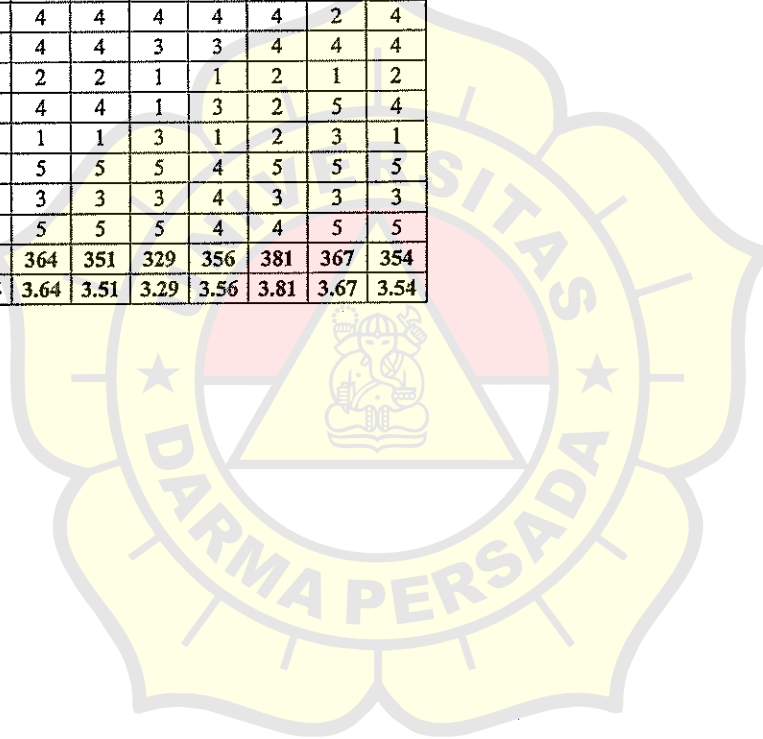 4 4 4 4 4 2 4
4 4 3 3 4 4 4
2 2 1 1 2 1 2
4 4 1 3 2 5 4
1 1 3 1 2 3 1
5 5 5 4 5 5 5
3 3 3 4 3 3 3
5 5 5 4 4 5 5
364 351 329 356 381 367 354
3.64 3.51 3.29 3.56 3.81 3.67 3.54
UNIVERSITAS
DARMA PERSADA